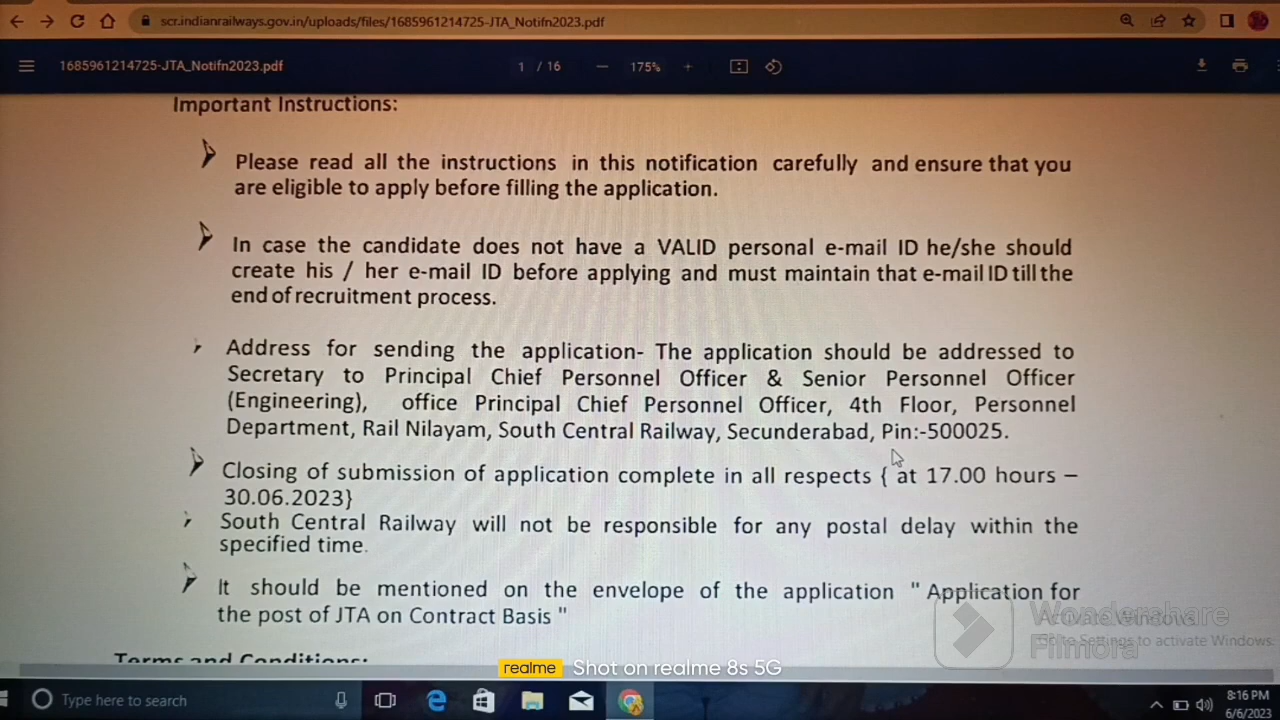 scr.indianrailways.gov.in/uploads/files/1685961214725-JTA_Notifn2023.pdf
1685961214725-JTA_Notifn2023.pdf
1 / 16
175%
Important Instructions:
Please read all the instructions in this notification carefully and ensure that you
are eligible to apply before filling the application.
In case the candidate does not have a VALID personal e-mail ID he/she should
create his / her e-mail ID before applying and must maintain that e-mail ID till the
end of recruitment process.
Address for sending the application- The application should be addressed to
Secretary to Principal Chief Personnel Officer & Senior Personnel Officer
(Engineering), office Principal Chief Personnel Officer, 4th Floor, Personnel
Department, Rail Nilayam, South Central Railway, Secunderabad, Pin:-500025.
Closing of submission of application complete in all respects { at 17.00 hours –
30.06.2023}
South Central Railway will not be responsible for any postal delay within the
specified time.
It should be mentioned on the envelope of the application " Application for
the post of JTA on Contract Basis "
Wondershare
Filmora
Activate Windows
Go to Settings to activate Windows.
Terms and Conditions:
realme Shot on realme 8s 5G
Type here to search
8:16 PM
6/6/2023